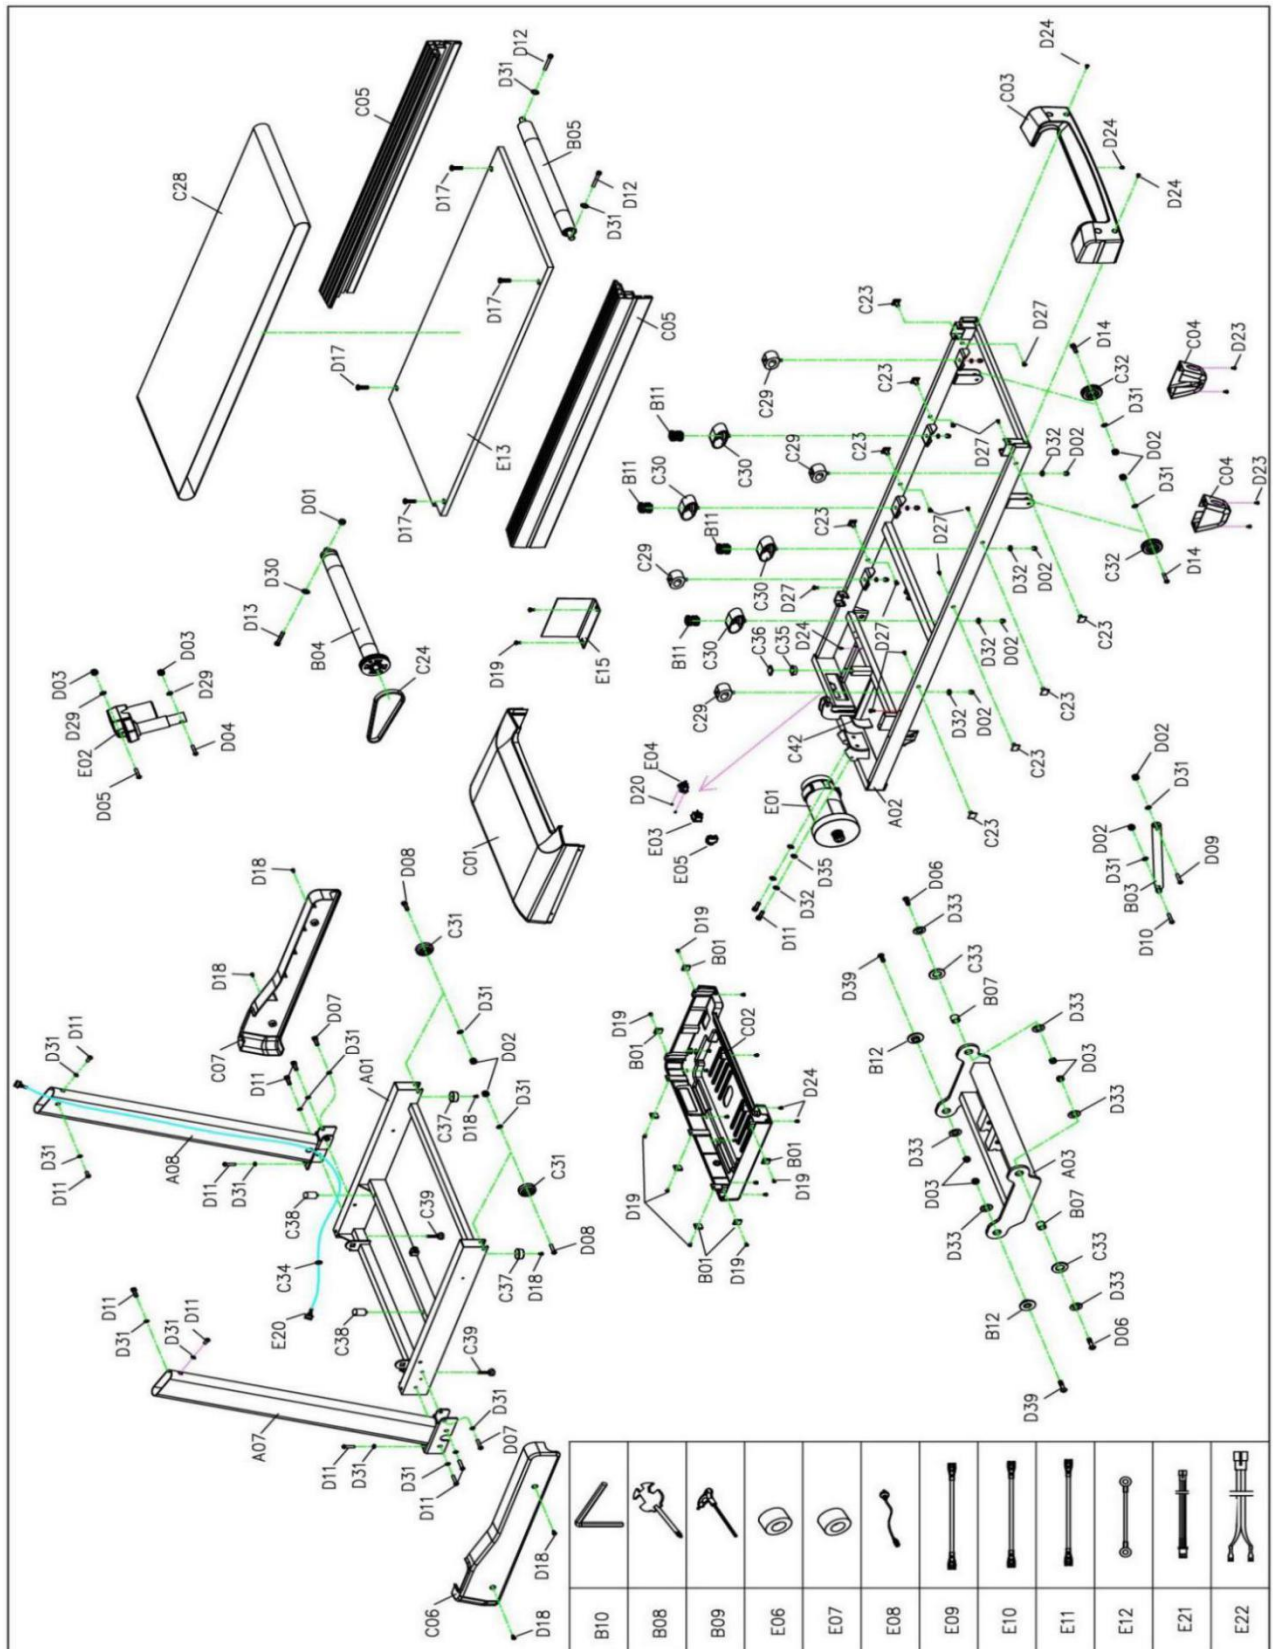 D18
C06
D18
D11
D31
A07
D11
D31
D11
D31
D11
D31
D07
C39
C38
E20
C34
C38
D11
D31
A08
D11
D31
D11
D31
D11
D31
D07
C07
D18
D18
A01
C39
C37
D18
D08
C31
D31
D02
C37
D18
D31
C31
D08
C01
D05
E02
D29
D03
D04
D29
D03
D13
D30
B04
D01
C24
D19
E15
C28
C05
D17
D17
D17
D17
E13
C05
D12
D31
B05
D31
D12
D19
B01
D19
B01
D19
B01
D19
D19
B01
C02
D24
E05
E03
D20
E04
E01
D11
D32
D35
A02
C42
C29
B11
C30
C36
C35
D24
D27
C29
B11
C30
D27
C23
B11
C30
C29
C23
B11
C30
C29
C23
C23
D27
D27
D27
D32
D02
D32
D02
D32
D02
D32
D02
C23
C23
C23
C23
C03
D24
D24
D24
D14
C32
D31
D02
D31
C32
D14
C04
D23
C04
D23
D39
B12
D33
D03
D33
D39
B12
D06
D33
C33
B07
D33
D03
D33
A03
B07
C33
D33
D06
D10
B03
D31
D02
D09
D31
D02
B10
B08
B09
E06
E07
E08
E09
E10
E11
E12
E21
E22